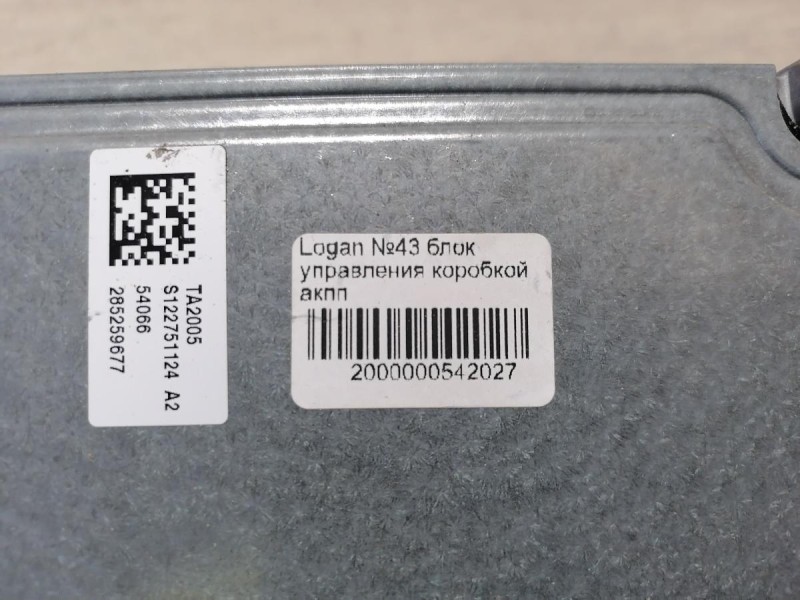 TA2005
S122751124 A2
54066
285259677
Logan №43 блок
управления коробкой
акпп
2000000542027